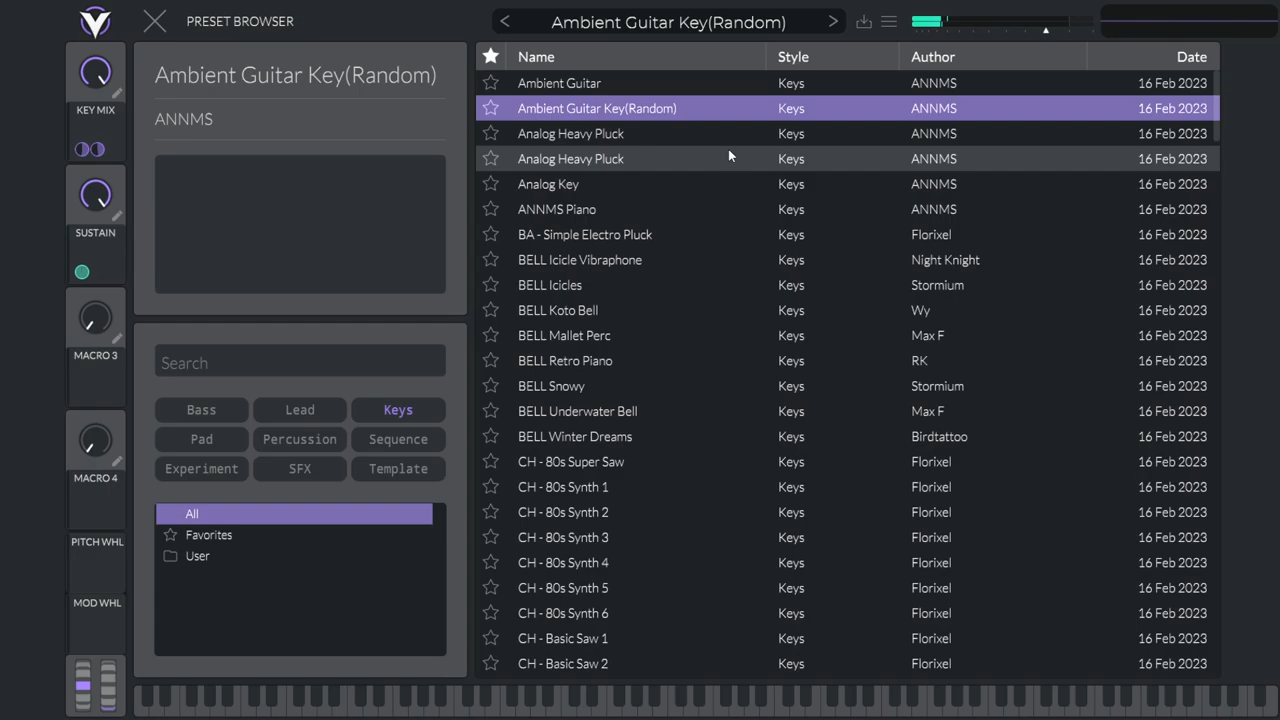 PRESET BROWSER
Ambient Guitar Key(Random)
KEY MIX
SUSTAIN
MACRO 3
MACRO 4
PITCH WHL
MOD WHL
Ambient Guitar Key(Random)
ANNMS
Search
Bass Lead Keys
Pad Percussion Sequence
Experiment SFX Template
All
Favorites
User
Name Style Author Date
Ambient Guitar Keys ANNMS 16 Feb 2023
Ambient Guitar Key(Random) Keys ANNMS 16 Feb 2023
Analog Heavy Pluck Keys ANNMS 16 Feb 2023
Analog Heavy Pluck Keys ANNMS 16 Feb 2023
Analog Key Keys ANNMS 16 Feb 2023
ANNMS Piano Keys ANNMS 16 Feb 2023
BA - Simple Electro Pluck Keys Florixel 16 Feb 2023
BELL Icicle Vibraphone Keys Night Knight 16 Feb 2023
BELL Icicles Keys Stormium 16 Feb 2023
BELL Koto Bell Keys Wy 16 Feb 2023
BELL Mallet Perc Keys Max F 16 Feb 2023
BELL Retro Piano Keys RK 16 Feb 2023
BELL Snowy Keys Stormium 16 Feb 2023
BELL Underwater Bell Keys Max F 16 Feb 2023
BELL Winter Dreams Keys Birdtattoo 16 Feb 2023
CH - 80s Super Saw Keys Florixel 16 Feb 2023
CH - 80s Synth 1 Keys Florixel 16 Feb 2023
CH - 80s Synth 2 Keys Florixel 16 Feb 2023
CH - 80s Synth 3 Keys Florixel 16 Feb 2023
CH - 80s Synth 4 Keys Florixel 16 Feb 2023
CH - 80s Synth 5 Keys Florixel 16 Feb 2023
CH - 80s Synth 6 Keys Florixel 16 Feb 2023
CH - Basic Saw 1 Keys Florixel 16 Feb 2023
CH - Basic Saw 2 Keys Florixel 16 Feb 2023